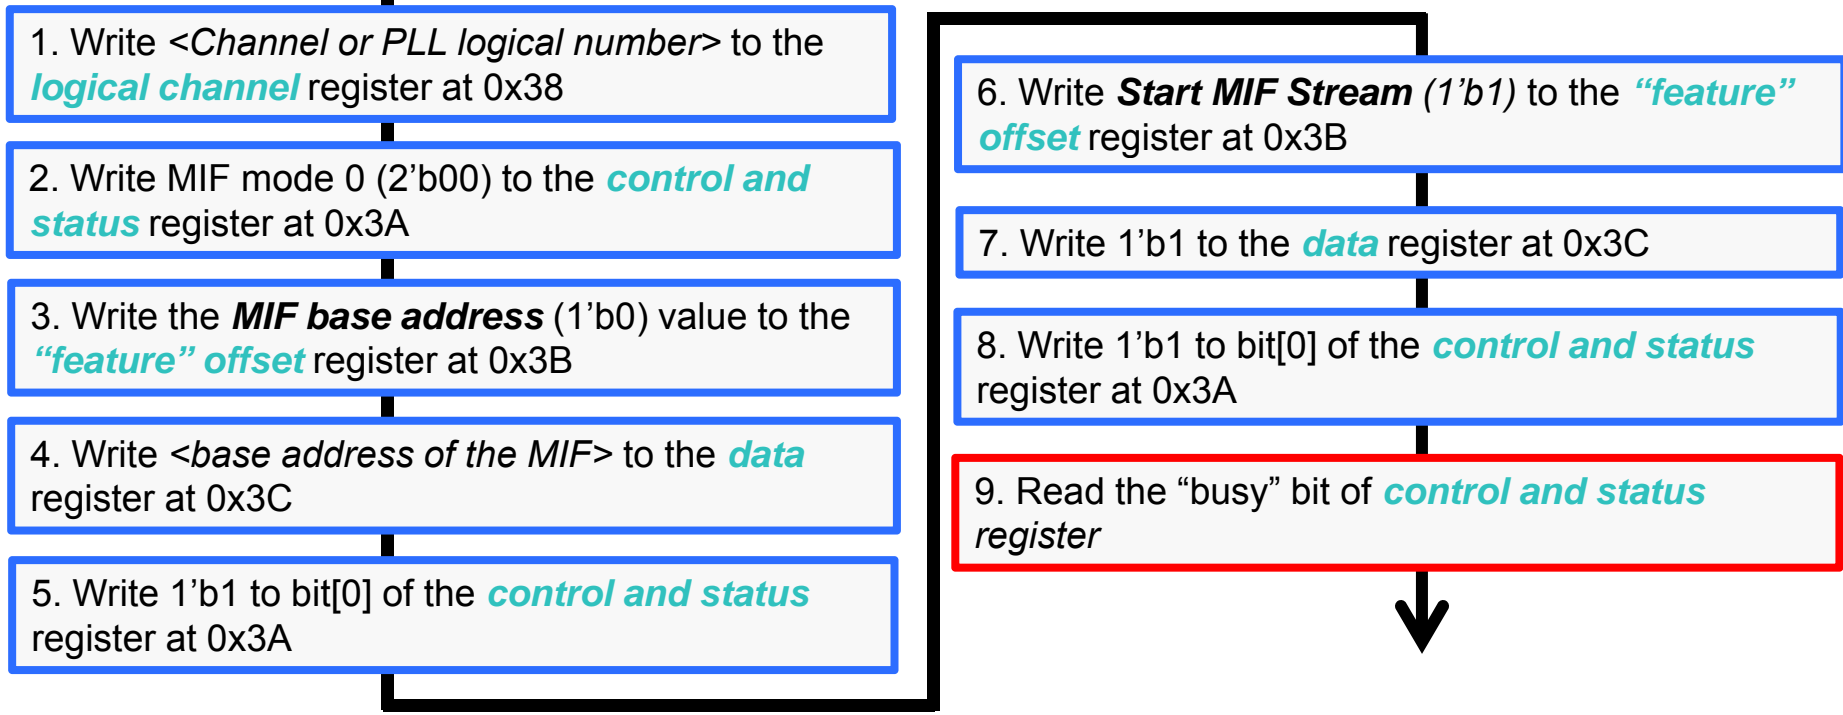 1. Write <Channel or PLL logical number> to the
logical channel register at 0x38
2. Write MIF mode 0 (2’b00) to the control and
status register at 0x3A
3. Write the MIF base address (1’b0) value to the
“feature” offset register at 0x3B
4. Write <base address of the MIF> to the data
register at 0x3C
5. Write 1’b1 to bit[0] of the control and status
register at 0x3A
6. Write Start MIF Stream (1’b1) to the “feature”
offset register at 0x3B
7. Write 1’b1 to the data register at 0x3C
8. Write 1’b1 to bit[0] of the control and status
register at 0x3A
9. Read the “busy” bit of control and status
register